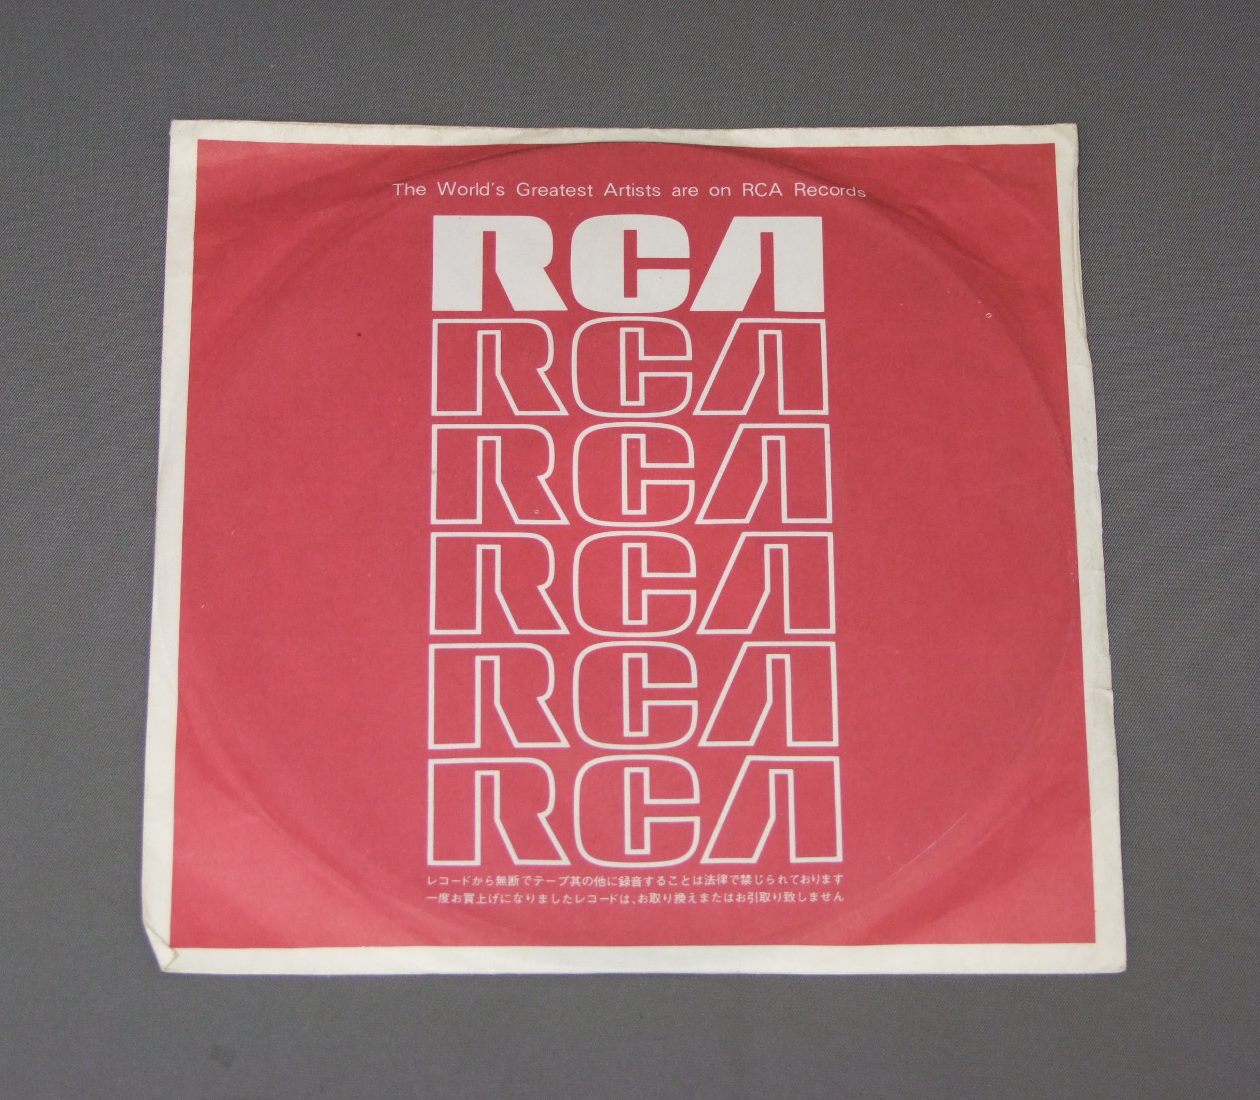 The World's Greatest Artists are on RCA Records
RCA
RCA
RCA
RCA
RCA
RCA
レコードから無断でテープ其の他に録音することは法律で禁じられております
一度お買上げになりましたレコードは、お取り換えまたはお引取り致しません